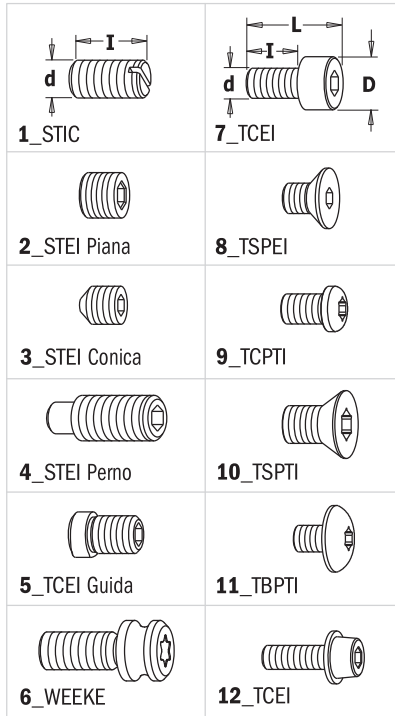 I
d
1_STIC
L
I
d
D
7_TCEI
2_STEI Piana
8_TSPEI
3_STEI Conica
9_TCPTI
4_STEI Perno
10_TSPTI
5_TCEI Guida
11_TBPTI
6_WEEKE
12_TCEI